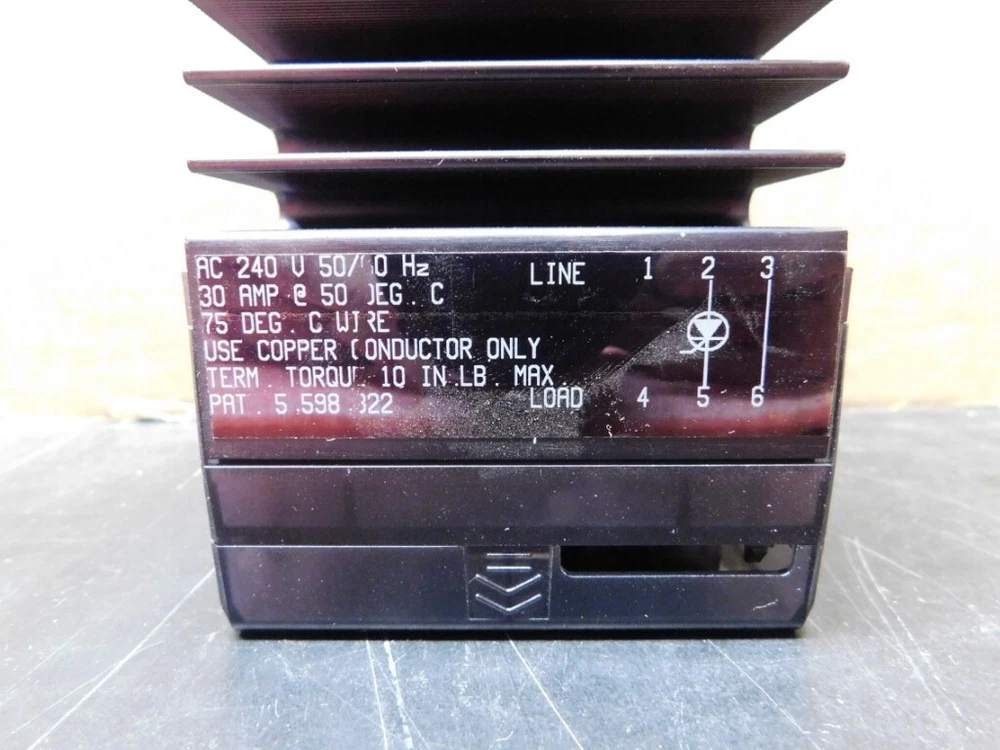 AC 240 V 50/60 Hz
30 AMP @ 50 DEG. C
75 DEG. C WIRE
USE COPPER CONDUCTOR ONLY
TERM. TORQUE 10 IN.LB. MAX.
PAT. 5.598.322
LINE 1 2 3
LOAD 4 5 6